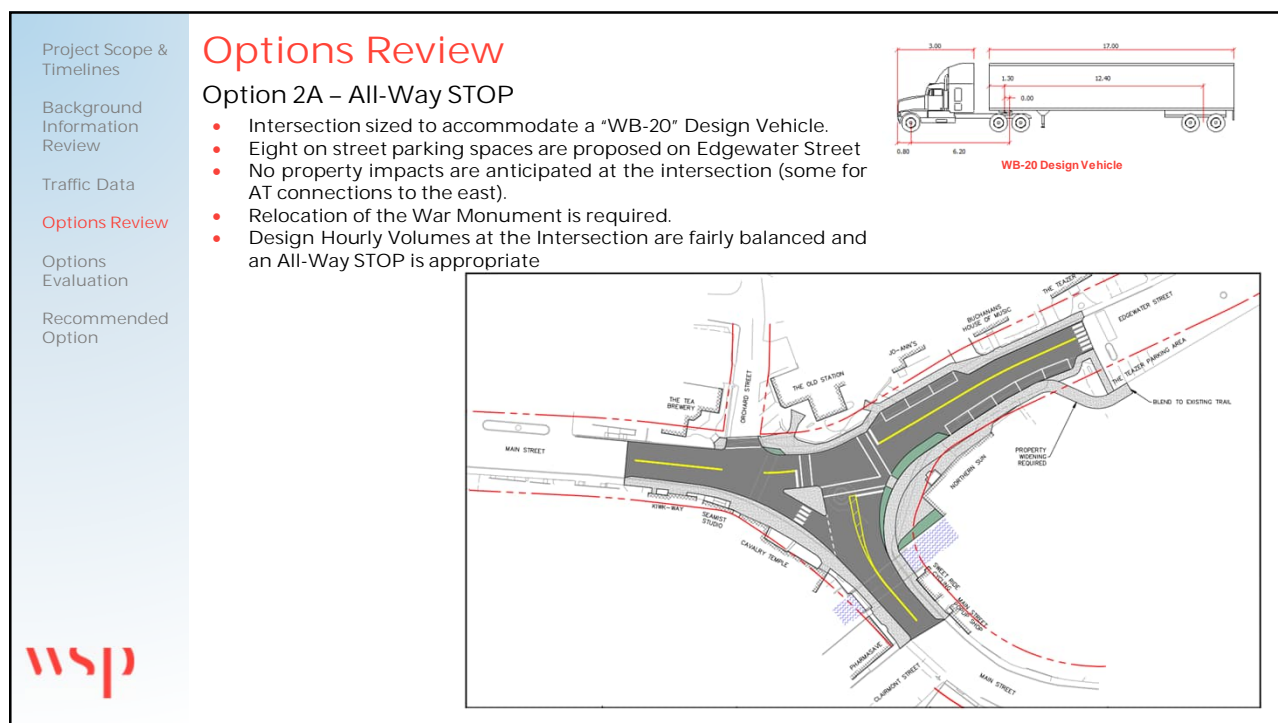 Project Scope &
Timelines
Background
Information
Review
Traffic Data
Options Review
Options
Evaluation
Recommended
Option
wsp
Options Review
Option 2A – All-Way STOP
• Intersection sized to accommodate a “WB-20” Design Vehicle.
• Eight on street parking spaces are proposed on Edgewater Street
• No property impacts are anticipated at the intersection (some for
AT connections to the east).
• Relocation of the War Monument is required.
• Design Hourly Volumes at the Intersection are fairly balanced and
an All-Way STOP is appropriate
3.00
17.00
1.30
12.40
0.00
0.80
6.20
WB-20 Design Vehicle
THE TEAZER
BUCHANANS
HOUSE OF MUSIC
EDGEWATER STREET
JO-ANN'S
THE TEAZER PARKING AREA
THE OLD STATION
ORCHARD STREET
THE TEA
BREWERY
BLEND TO EXISTING TRAIL
MAIN STREET
PROPERTY
WIDENING
REQUIRED
NORTHERN SUN
KWIK-WAY
SEAMIST
STUDIO
CAVALRY TEMPLE
SWEET RIDE
CYCLING
MAIN STREET
POPUP SHOP
PHARMASAVE
CLAIRMONT STREET
MAIN STREET